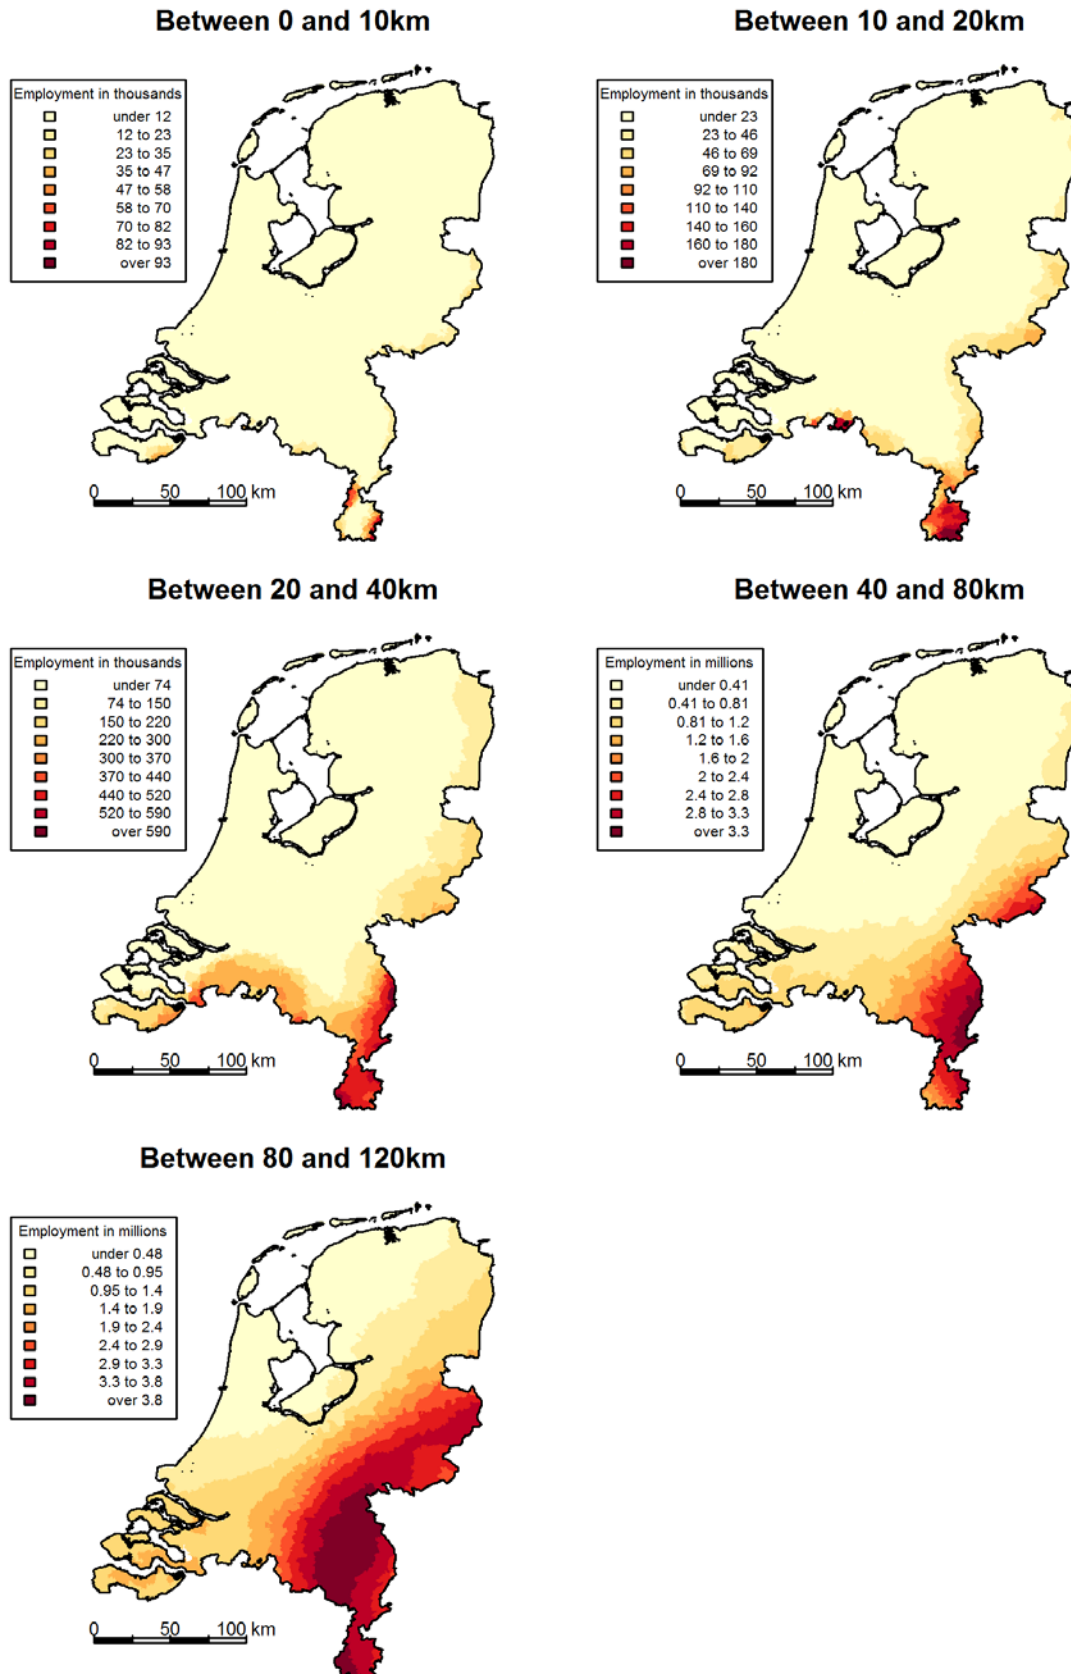 Between 0 and 10km
Employment in thousands
under 12
12 to 23
23 to 35
35 to 47
47 to 58
58 to 70
70 to 82
82 to 93
over 93
0 50 100 km
Between 10 and 20km
Employment in thousands
under 23
23 to 46
46 to 69
69 to 92
92 to 110
110 to 140
140 to 160
160 to 180
over 180
0 50 100 km
Between 20 and 40km
Employment in thousands
under 74
74 to 150
150 to 220
220 to 300
300 to 370
370 to 440
440 to 520
520 to 590
over 590
0 50 100 km
Between 40 and 80km
Employment in millions
under 0.41
0.41 to 0.81
0.81 to 1.2
1.2 to 1.6
1.6 to 2
2 to 2.4
2.4 to 2.8
2.8 to 3.3
over 3.3
0 50 100 km
Between 80 and 120km
Employment in millions
under 0.48
0.48 to 0.95
0.95 to 1.4
1.4 to 1.9
1.9 to 2.4
2.4 to 2.9
2.9 to 3.3
3.3 to 3.8
over 3.8
0 50 100 km